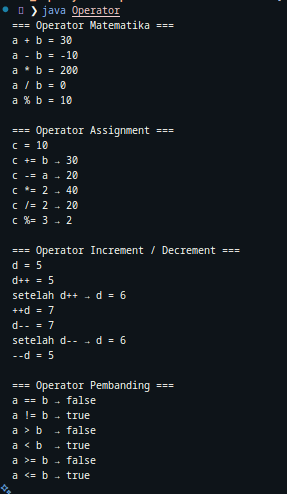 ❯ java Operator
=== Operator Matematika ===
a + b = 30
a - b = -10
a * b = 200
a / b = 0
a % b = 10
=== Operator Assignment ===
c = 10
c += b → 30
c -= a → 20
c *= 2 → 40
c /= 2 → 20
c %= 3 → 2
=== Operator Increment / Decrement ===
d = 5
d++ = 5
setelah d++ → d = 6
++d = 7
d-- = 7
setelah d-- → d = 6
--d = 5
=== Operator Pembanding ===
a == b → false
a != b → true
a > b  → false
a < b  → true
a >= b → false
a <= b → true